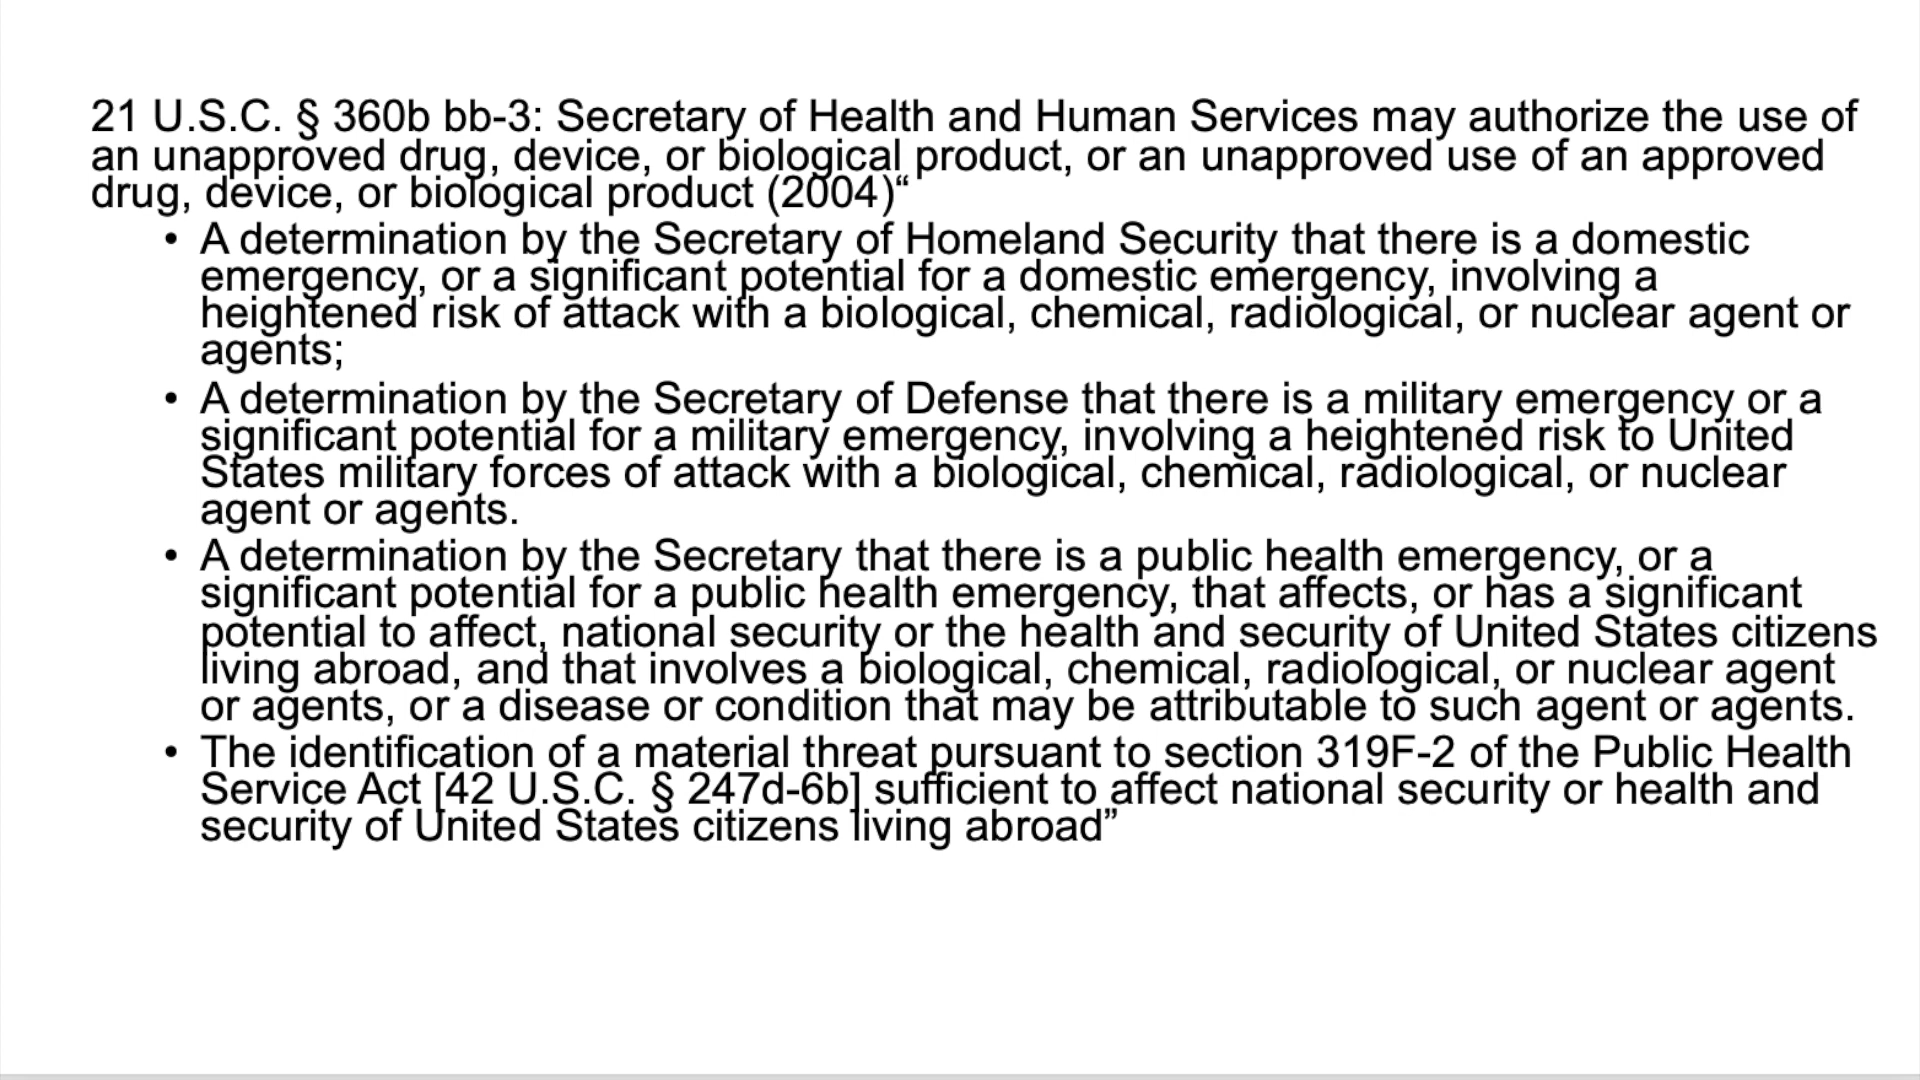 21 U.S.C. § 360b bb-3: Secretary of Health and Human Services may authorize the use of
an unapproved drug, device, or biological product, or an unapproved use of an approved
drug, device, or biological product (2004)“
• A determination by the Secretary of Homeland Security that there is a domestic
emergency, or a significant potential for a domestic emergency, involving a
heightened risk of attack with a biological, chemical, radiological, or nuclear agent or
agents;
• A determination by the Secretary of Defense that there is a military emergency or a
significant potential for a military emergency, involving a heightened risk to United
States military forces of attack with a biological, chemical, radiological, or nuclear
agent or agents.
• A determination by the Secretary that there is a public health emergency, or a
significant potential for a public health emergency, that affects, or has a significant
potential to affect, national security or the health and security of United States citizens
living abroad, and that involves a biological, chemical, radiological, or nuclear agent
or agents, or a disease or condition that may be attributable to such agent or agents.
• The identification of a material threat pursuant to section 319F-2 of the Public Health
Service Act [42 U.S.C. § 247d-6b] sufficient to affect national security or health and
security of United States citizens living abroad”